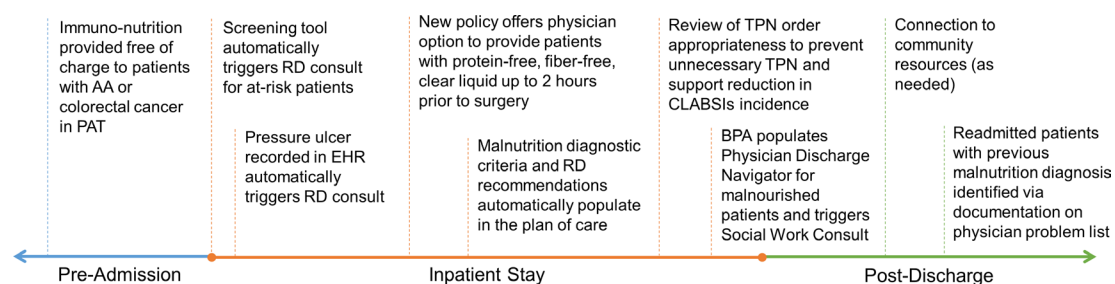 Immuno-nutrition
provided free of
charge to patients
with AA or
colorectal cancer
in PAT
Screening tool
automatically
triggers RD consult
for at-risk patients
Pressure ulcer
recorded in EHR
automatically
triggers RD consult
New policy offers physician
option to provide patients
with protein-free, fiber-free,
clear liquid up to 2 hours
prior to surgery
Malnutrition diagnostic
criteria and RD
recommendations
automatically populate
in the plan of care
Review of TPN order
appropriateness to prevent
unnecessary TPN and
support reduction in
CLABSIs incidence
BPA populates
Physician Discharge
Navigator for
malnourished
patients and triggers
Social Work Consult
Connection to
community
resources (as
needed)
Readmitted patients
with previous
malnutrition diagnosis
identified via
documentation on
physician problem list
Pre-Admission
Inpatient Stay
Post-Discharge